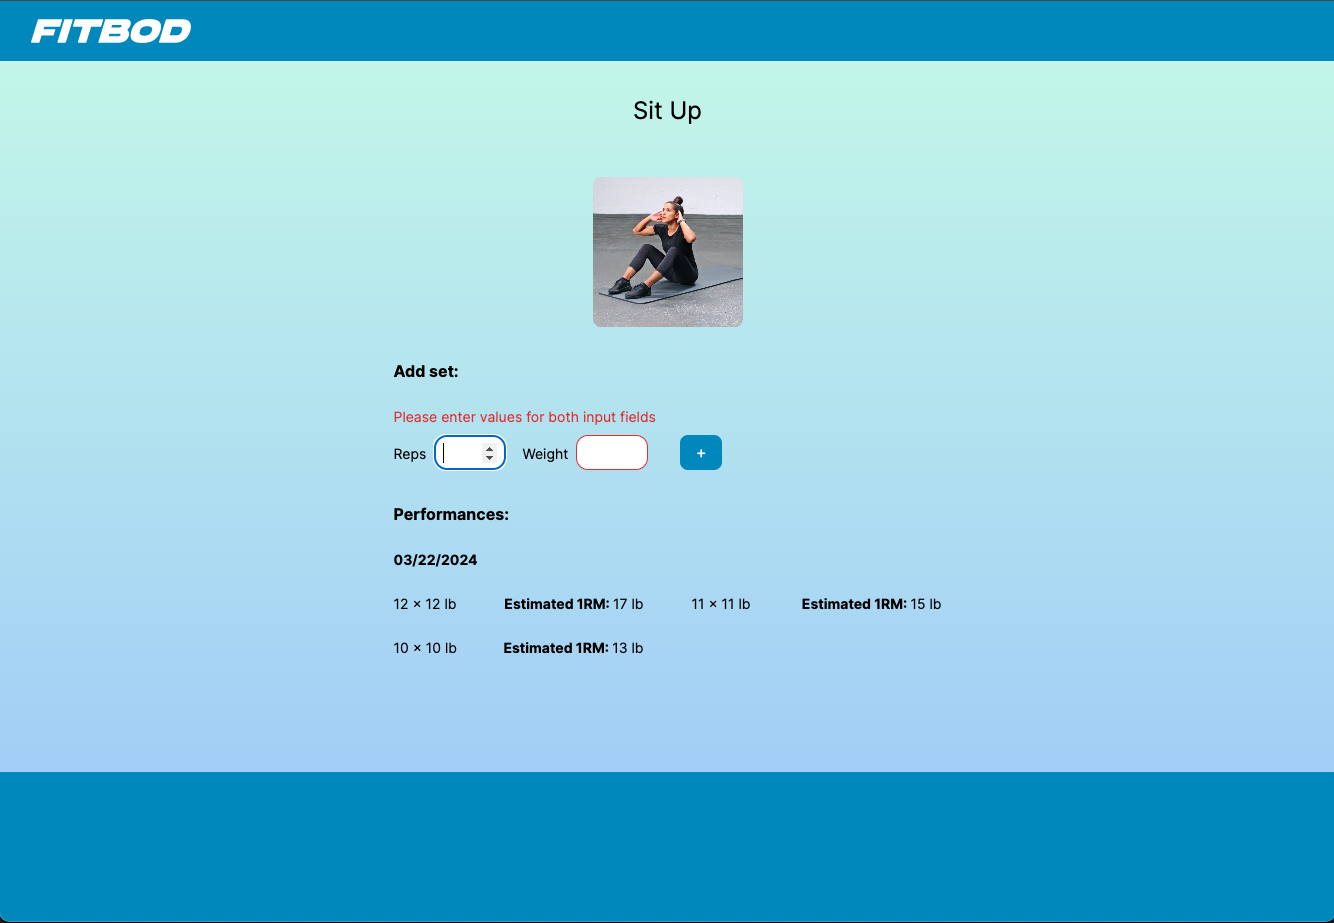 FITBOD
Sit Up
Add set:
Please enter values for both input fields
Reps Weight +
Performances:
03/22/2024
12 × 12 lb Estimated 1RM: 17 lb 11 × 11 lb Estimated 1RM: 15 lb
10 × 10 lb Estimated 1RM: 13 lb